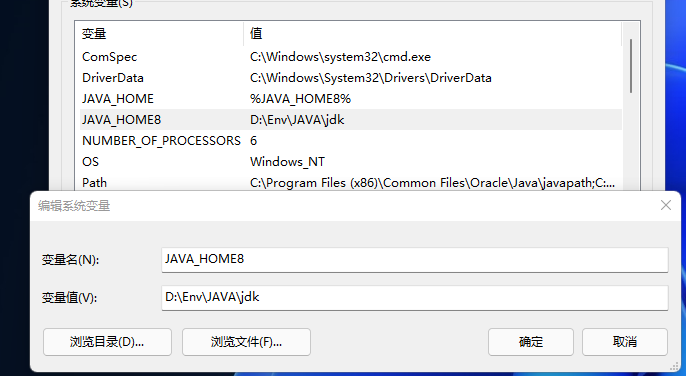 系统变量(S)
变量 值
ComSpec C:\Windows\system32\cmd.exe
DriverData C:\Windows\System32\Drivers\DriverData
JAVA_HOME %JAVA_HOME8%
JAVA_HOME8 D:\Env\JAVA\jdk
NUMBER_OF_PROCESSORS 6
OS Windows_NT
Path C:\Program Files (x86)\Common Files\Oracle\Java\javapath;C:...
编辑系统变量
变量名(N): JAVA_HOME8
变量值(V): D:\Env\JAVA\jdk
浏览目录(D)... 浏览文件(F)... 确定 取消